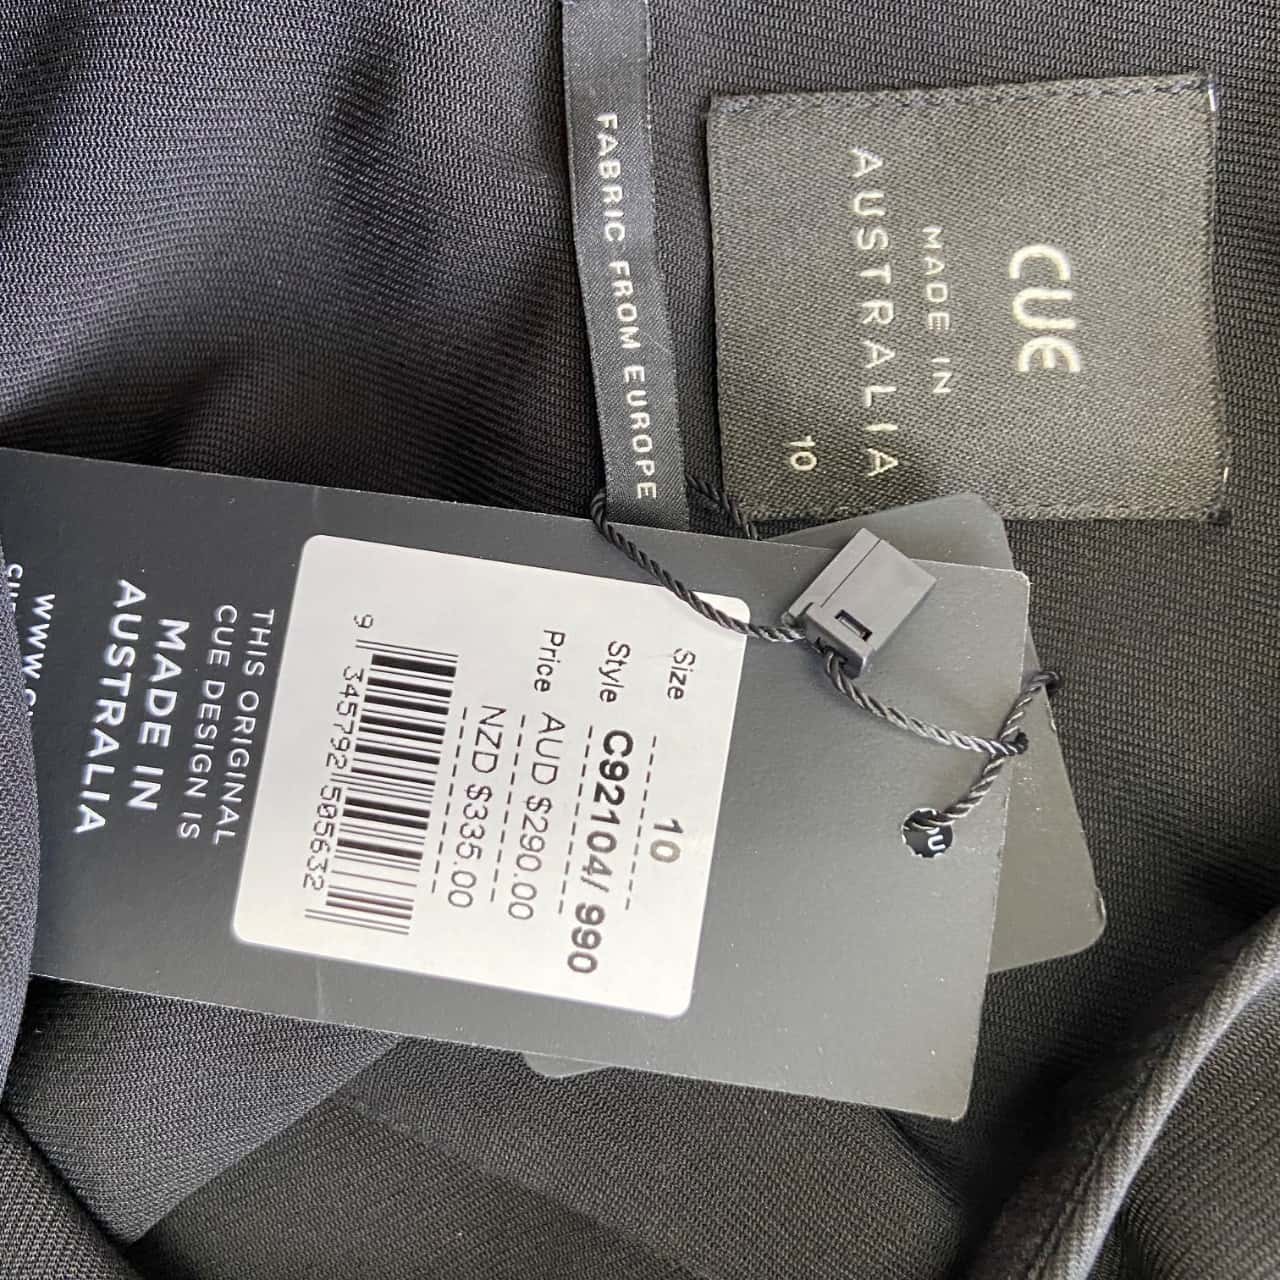 CUE
MADE IN
AUSTRALIA
10
FABRIC FROM EUROPE
Size 10
Style C92104/ 990
Price AUD $290.00
NZD $335.00
9 345792 505632
THIS ORIGINAL
CUE DESIGN IS
MADE IN
AUSTRALIA